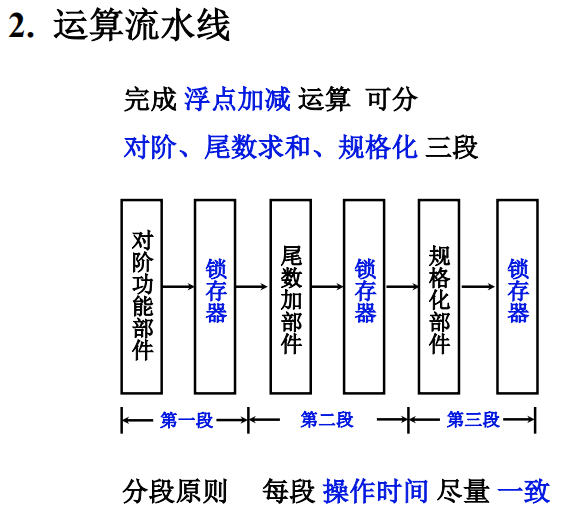 2. 运算流水线
完成 浮点加减 运算 可分
对阶、尾数求和、规格化 三段
对阶功能部件
锁存器
尾数加部件
锁存器
规格化部件
锁存器
第一段
第二段
第三段
分段原则 每段 操作时间 尽量 一致